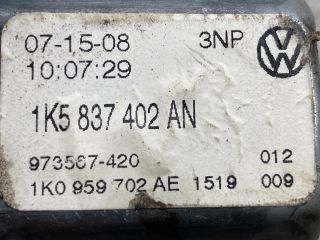 07-15-08 3NP
10:07:29
1K5 837 402 AN
973567-420 012
1K0 959 702 AE 1519 009